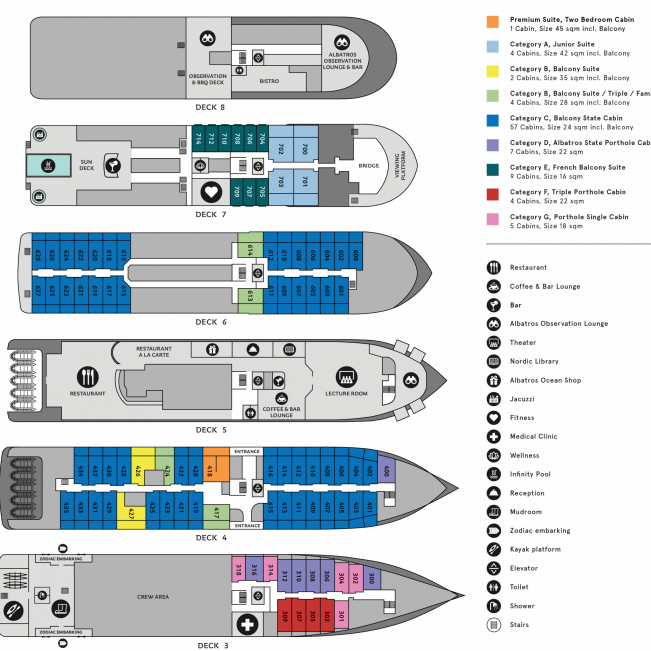 OBSERVATION
& BBQ DECK
BISTRO
ALBATROS
OBSERVATION
LOUNGE & BAR
DECK 8
714
712
710
708
706
704
702
700
SUN
DECK
BRIDGE
VIEWING
PLATFORM
709
707
705
703
701
DECK 7
628
626
624
622
620
618
616
614
612
610
608
606
604
602
600
627
625
623
621
619
617
615
613
611
609
607
605
603
601
DECK 6
RESTAURANT
A LA CARTE
RESTAURANT
COFFEE & BAR
LOUNGE
LECTURE ROOM
DECK 5
ENTRANCE
434
432
430
428
426
424
422
420
418
416
414
412
410
408
406
404
402
400
435
433
431
429
427
425
423
421
419
417
415
413
411
409
407
405
403
401
ENTRANCE
DECK 4
ZODIAC EMBARKING
318
316
314
312
310
308
306
304
302
300
CREW AREA
309
307
305
303
301
ZODIAC EMBARKING
DECK 3
Premium Suite, Two Bedroom Cabin
1 Cabin, Size 45 sqm incl. Balcony
Category A, Junior Suite
4 Cabins, Size 42 sqm incl. Balcony
Category B, Balcony Suite
2 Cabins, Size 35 sqm incl. Balcony
Category B, Balcony Suite / Triple / Fami
4 Cabins, Size 28 sqm incl. Balcony
Category C, Balcony State Cabin
57 Cabins, Size 24 sqm incl. Balcony
Category D, Albatros State Porthole Cab
7 Cabins, Size 22 sqm
Category E, French Balcony Suite
9 Cabins, Size 16 sqm
Category F, Triple Porthole Cabin
4 Cabins, Size 22 sqm
Category G, Porthole Single Cabin
5 Cabins, Size 18 sqm
Restaurant
Coffee & Bar Lounge
Bar
Albatros Observation Lounge
Theater
Nordic Library
Albatros Ocean Shop
Jacuzzi
Fitness
Medical Clinic
Wellness
Infinity Pool
Reception
Mudroom
Zodiac embarking
Kayak platform
Elevator
Toilet
Shower
Stairs